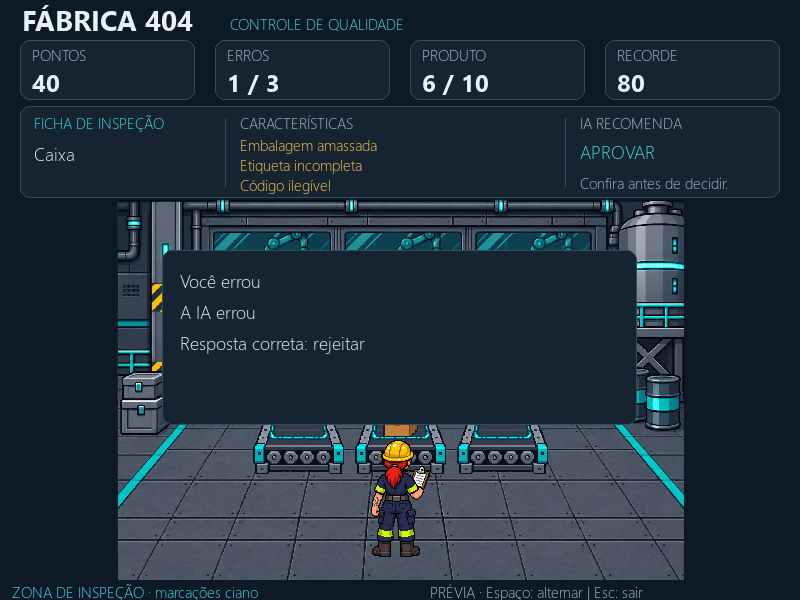 FÁBRICA 404
CONTROLE DE QUALIDADE
PONTOS
40
ERROS
1 / 3
PRODUTO
6 / 10
RECORDE
80
FICHA DE INSPEÇÃO
Caixa
CARACTERÍSTICAS
Embalagem amassada
Etiqueta incompleta
Código ilegível
IA RECOMENDA
APROVAR
Confira antes de decidir.
Você errou
A IA errou
Resposta correta: rejeitar
ZONA DE INSPEÇÃO · marcações ciano
PRÉVIA · Espaço: alternar | Esc: sair